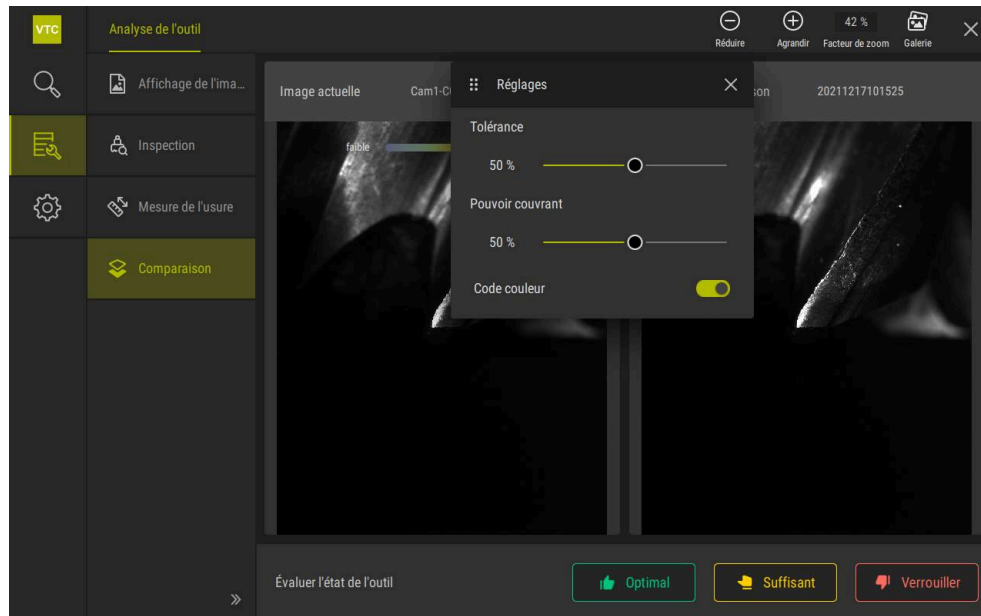 VTC
Analyse de l'outil
Réduire
Agrandir
42 %
Facteur de zoom
Galerie
Affichage de l'ima...
Inspection
Mesure de l'usure
Comparaison
Image actuelle
20211217101525
faible
Réglages
Tolérance
50 %
Pouvoir couvrant
50 %
Code couleur
Évaluer l'état de l'outil
Optimal
Suffisant
Verrouiller